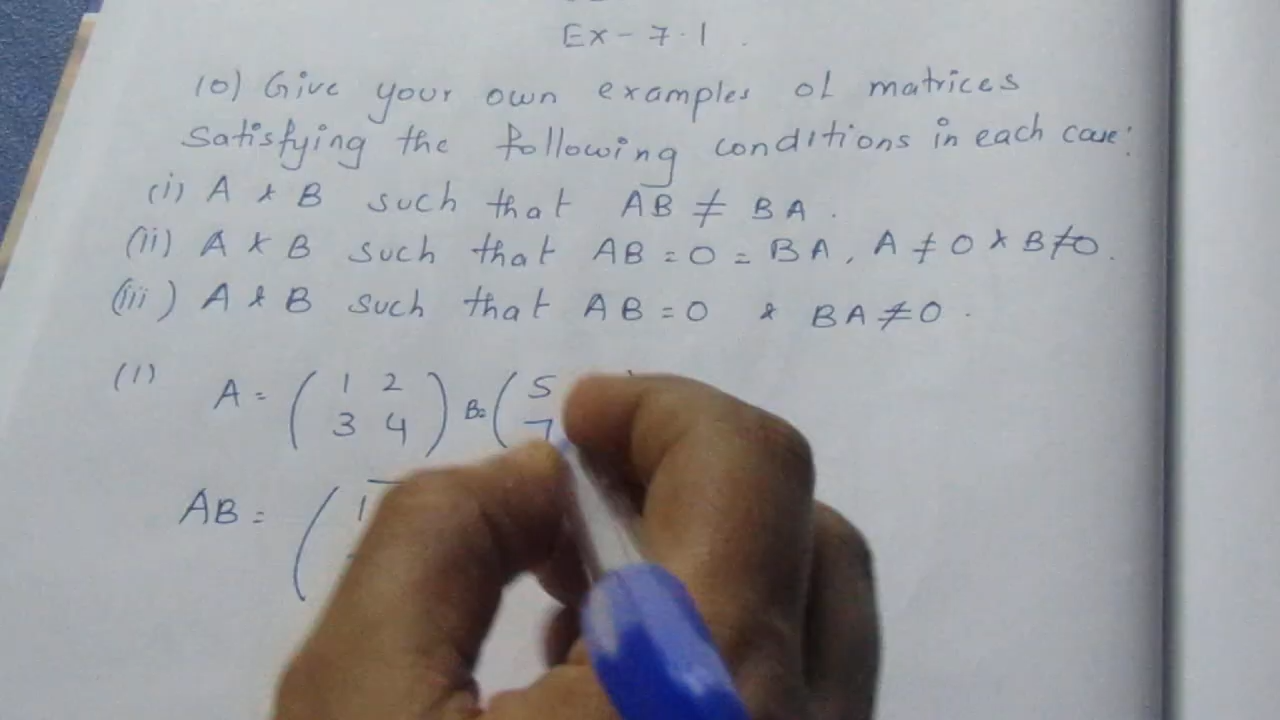 Ex - 7.1
10) Give your own examples of matrices
satisfying the following conditions in each case:
(i) A & B such that AB ≠ BA.
(ii) A & B such that AB = 0 = BA, A ≠ 0 & B ≠ 0.
(iii) A & B such that AB = 0 & BA ≠ 0.
(1) A = ( 1 2 ) B = ( 5
3 4 7
AB = ( 1